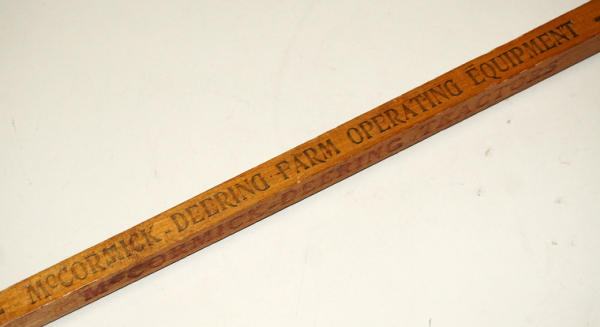 McCORMICK-DEERING FARM OPERATING EQUIPMENT
McCORMICK-DEERING TRACTORS